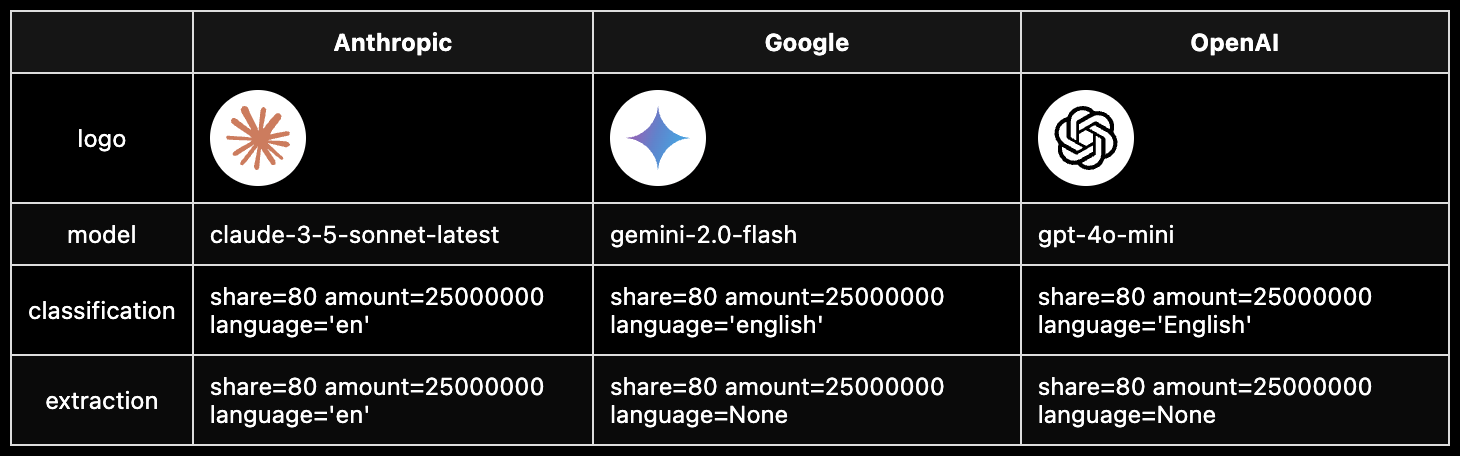 Anthropic Google OpenAI
logo
model claude-3-5-sonnet-latest gemini-2.0-flash gpt-4o-mini
classification share=80 amount=25000000 language='en' share=80 amount=25000000 language='english' share=80 amount=25000000 language='English'
extraction share=80 amount=25000000 language='en' share=80 amount=25000000 language=None share=80 amount=25000000 language=None